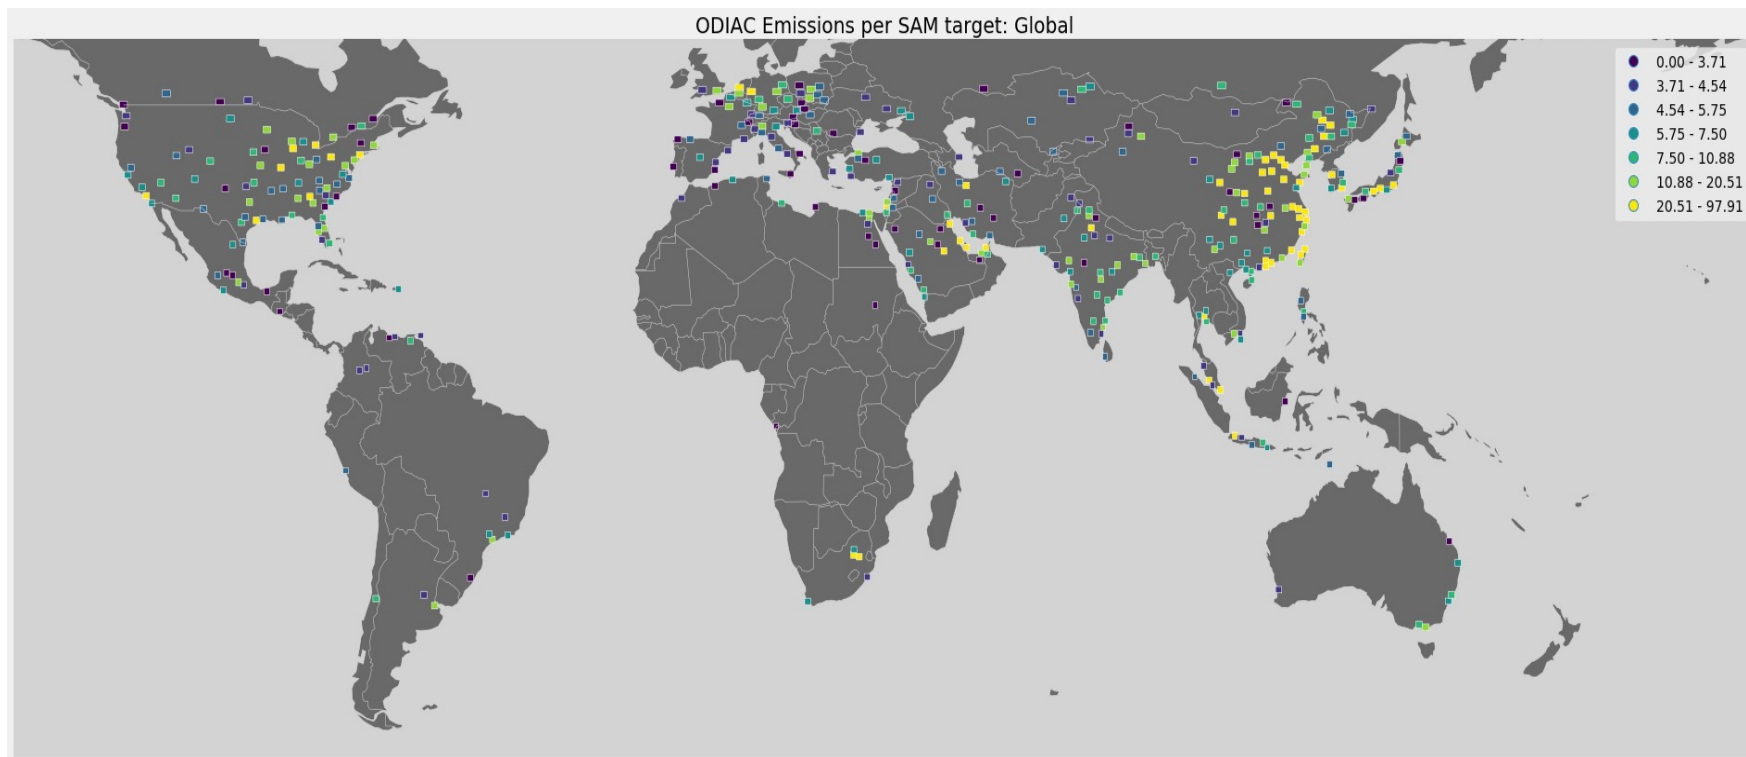 ODIAC Emissions per SAM target: Global
0.00 - 3.71
3.71 - 4.54
4.54 - 5.75
5.75 - 7.50
7.50 - 10.88
10.88 - 20.51
20.51 - 97.91